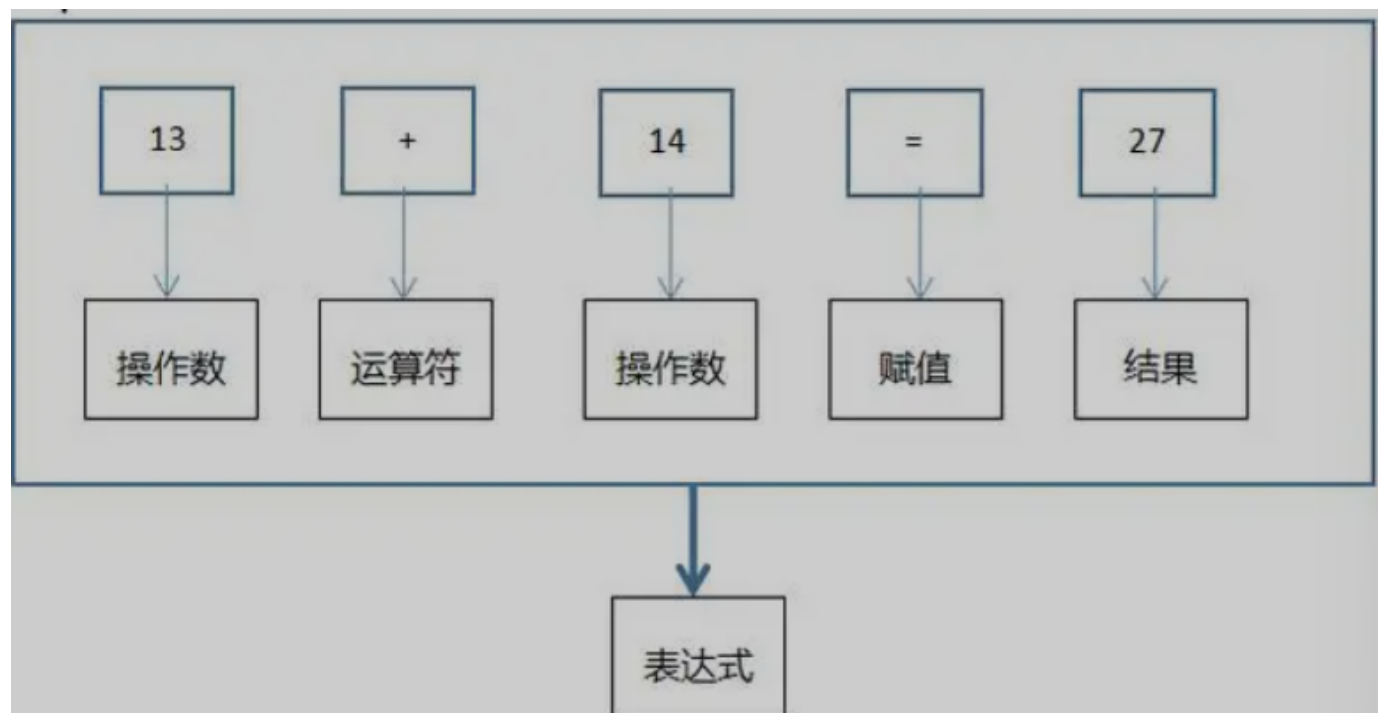 13 + 14 = 27
操作数 运算符 操作数 赋值 结果
表达式